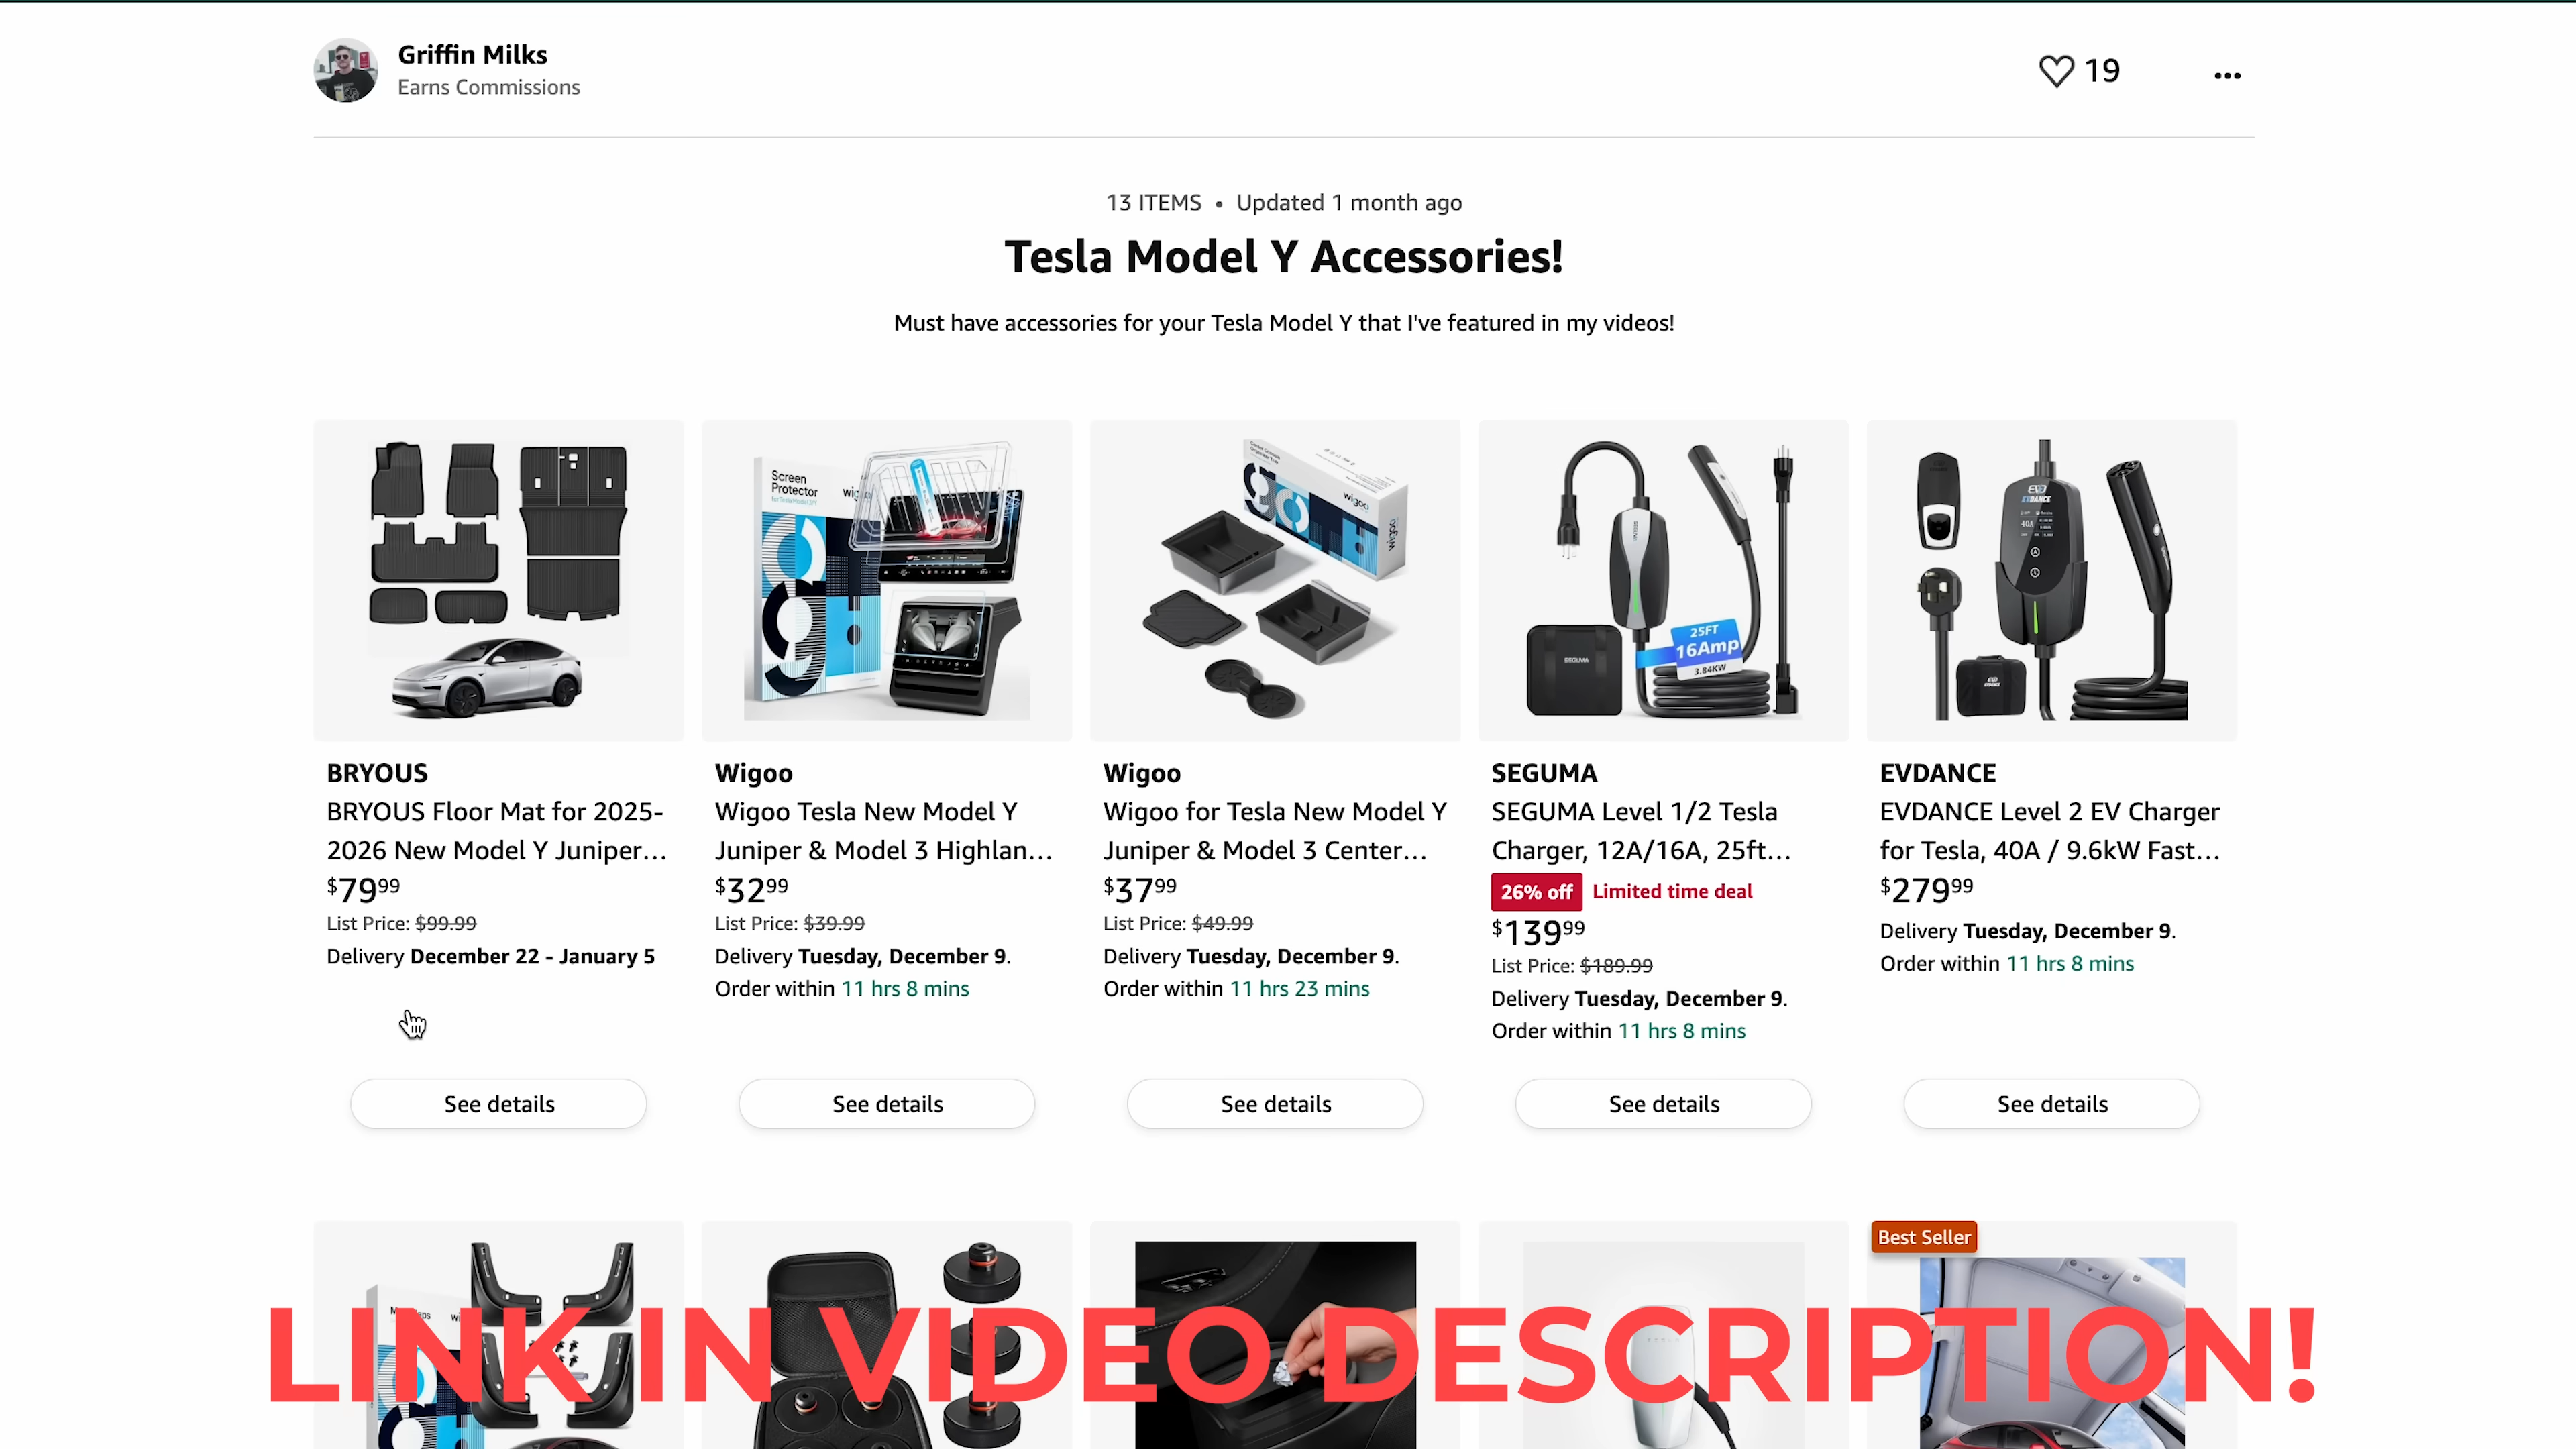 Griffin Milks
Earns Commissions
19
13 ITEMS • Updated 1 month ago
Tesla Model Y Accessories!
Must have accessories for your Tesla Model Y that I've featured in my videos!
Screen
Protector
wigoo
25FT
16Amp
3.84KW
SEGUMA
EVDANCE
40A
BRYOUS
BRYOUS Floor Mat for 2025-
2026 New Model Y Juniper…
$79.99
List Price: $99.99
Delivery December 22 - January 5
See details
Wigoo
Wigoo Tesla New Model Y
Juniper & Model 3 Highlan…
$32.99
List Price: $39.99
Delivery Tuesday, December 9.
Order within 11 hrs 8 mins
See details
Wigoo
Wigoo for Tesla New Model Y
Juniper & Model 3 Center…
$37.99
List Price: $49.99
Delivery Tuesday, December 9.
Order within 11 hrs 23 mins
See details
SEGUMA
SEGUMA Level 1/2 Tesla
Charger, 12A/16A, 25ft…
26% off Limited time deal
$139.99
List Price: $189.99
Delivery Tuesday, December 9.
Order within 11 hrs 8 mins
See details
EVDANCE
EVDANCE Level 2 EV Charger
for Tesla, 40A / 9.6kW Fast…
$279.99
Delivery Tuesday, December 9.
Order within 11 hrs 8 mins
See details
Best Seller
LINK IN VIDEO DESCRIPTION!